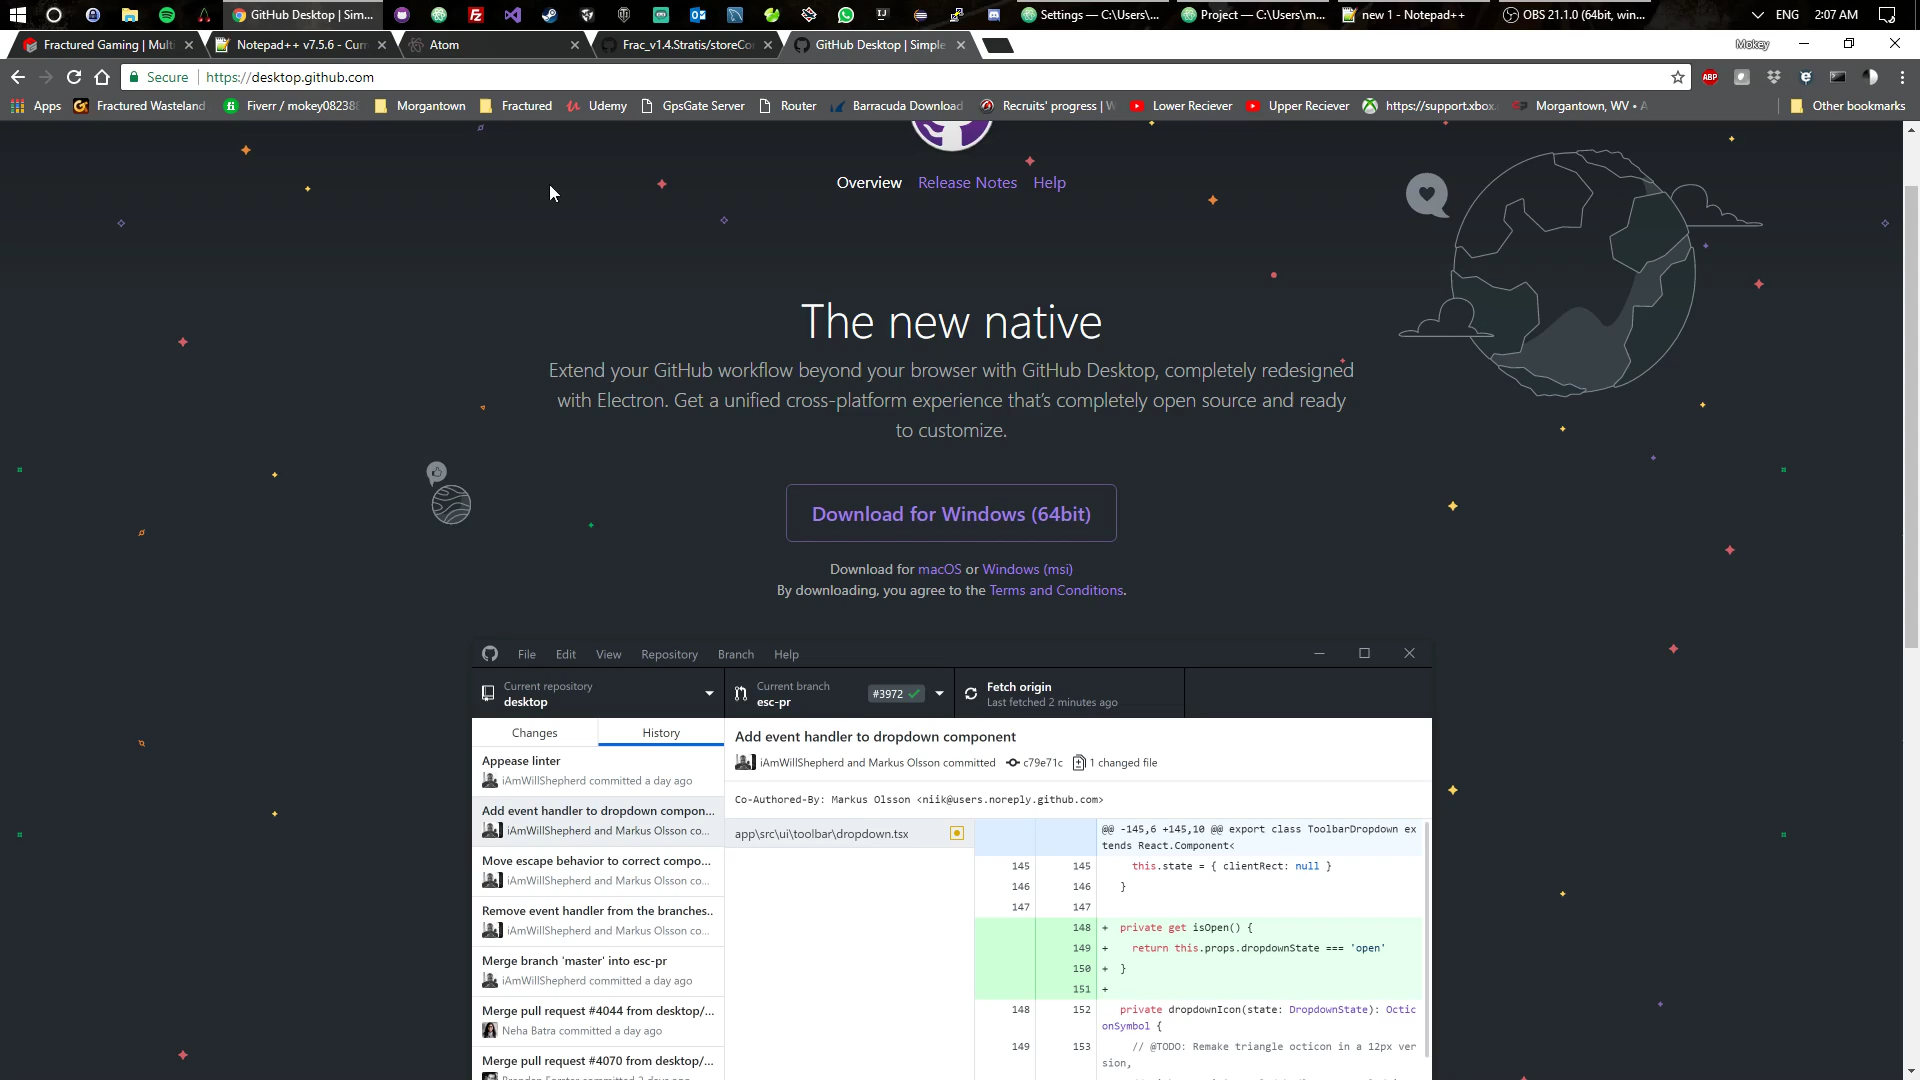 GitHub Desktop | Sim...
Settings — C:\Users\...
Project — C:\Users\m...
new 1 - Notepad++
OBS 21.1.0 (64bit, win...
ENG
2:07 AM
Fractured Gaming | Mult
Notepad++ v7.5.6 - Cur
Atom
Frac_v1.4.Stratis/storeCo
GitHub Desktop | Simple
Mokey
Secure
https://desktop.github.com
ABP
Apps
Fractured Wasteland
Fiverr / mokey08238
Morgantown
Fractured
Udemy
GpsGate Server
Router
Barracuda Download
Recruits' progress | W
Lower Reciever
Upper Reciever
https://support.xbox.
Morgantown, WV • A
Other bookmarks
Overview
Release Notes
Help
The new native
Extend your GitHub workflow beyond your browser with GitHub Desktop, completely redesigned
with Electron. Get a unified cross-platform experience that's completely open source and ready
to customize.
Download for Windows (64bit)
Download for macOS or Windows (msi)
By downloading, you agree to the Terms and Conditions.
File Edit View Repository Branch Help
Current repository
desktop
Current branch
esc-pr
#3972
Fetch origin
Last fetched 2 minutes ago
Changes
History
Appease linter
iAmWillShepherd committed a day ago
Add event handler to dropdown compon...
iAmWillShepherd and Markus Olsson co...
Move escape behavior to correct compo...
iAmWillShepherd and Markus Olsson co...
Remove event handler from the branches..
iAmWillShepherd and Markus Olsson co...
Merge branch 'master' into esc-pr
iAmWillShepherd committed a day ago
Merge pull request #4044 from desktop/...
Neha Batra committed a day ago
Merge pull request #4070 from desktop/...
Add event handler to dropdown component
iAmWillShepherd and Markus Olsson committed c79e71c 1 changed file
Co-Authored-By: Markus Olsson <niik@users.noreply.github.com>
app\src\ui\toolbar\dropdown.tsx
@@ -145,6 +145,10 @@ export class ToolbarDropdown ex
tends React.Component<
145 145 this.state = { clientRect: null }
146 146 }
147 147
148 + private get isOpen() {
149 + return this.props.dropdownState === 'open'
150 + }
151 +
148 152 private dropdownIcon(state: DropdownState): Octic
onSymbol {
149 153 // @TODO: Remake triangle octicon in a 12px ver
sion,